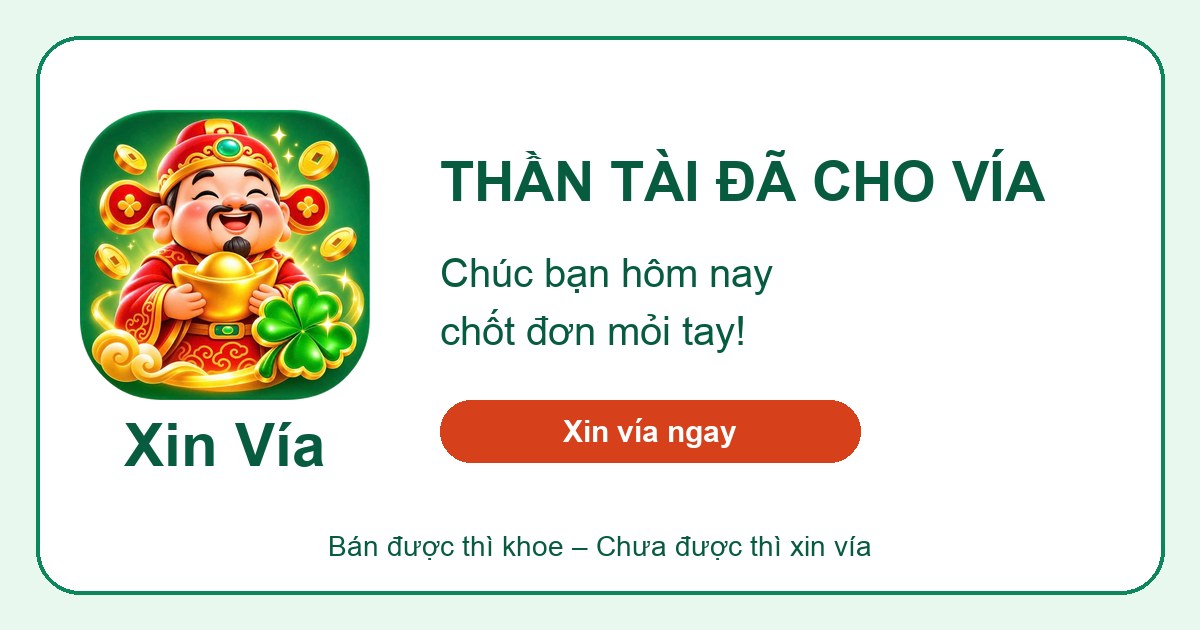 THẦN TÀI ĐÃ CHO VÍA
Chúc bạn hôm nay
chốt đơn mỏi tay!
Xin vía ngay
Xin Vía
Bán được thì khoe – Chưa được thì xin vía